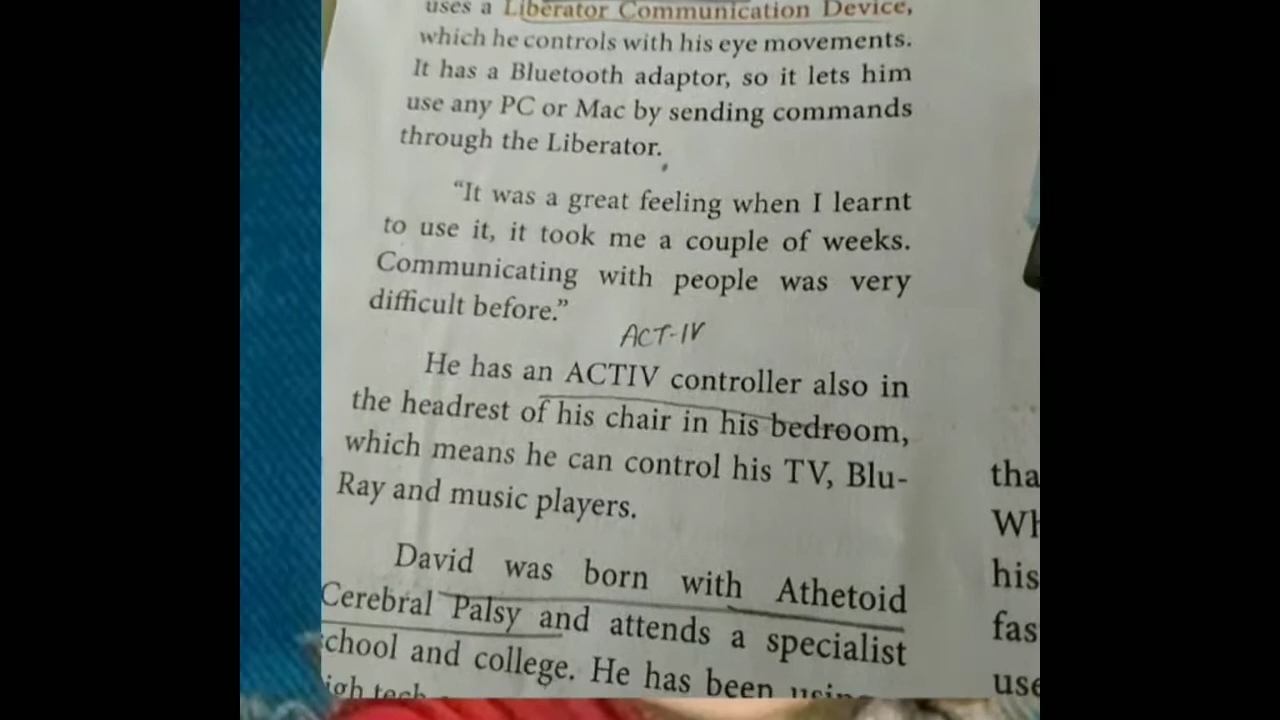 uses a Liberator Communication Device,
which he controls with his eye movements.
It has a Bluetooth adaptor, so it lets him
use any PC or Mac by sending commands
through the Liberator.
“It was a great feeling when I learnt
to use it, it took me a couple of weeks.
Communicating with people was very
difficult before.”
ACT-IV
He has an ACTIV controller also in
the headrest of his chair in his bedroom,
which means he can control his TV, Blu-
Ray and music players.
David was born with Athetoid
Cerebral Palsy and attends a specialist
chool and college. He has been using
igh tech
tha
Wh
his
fas
use